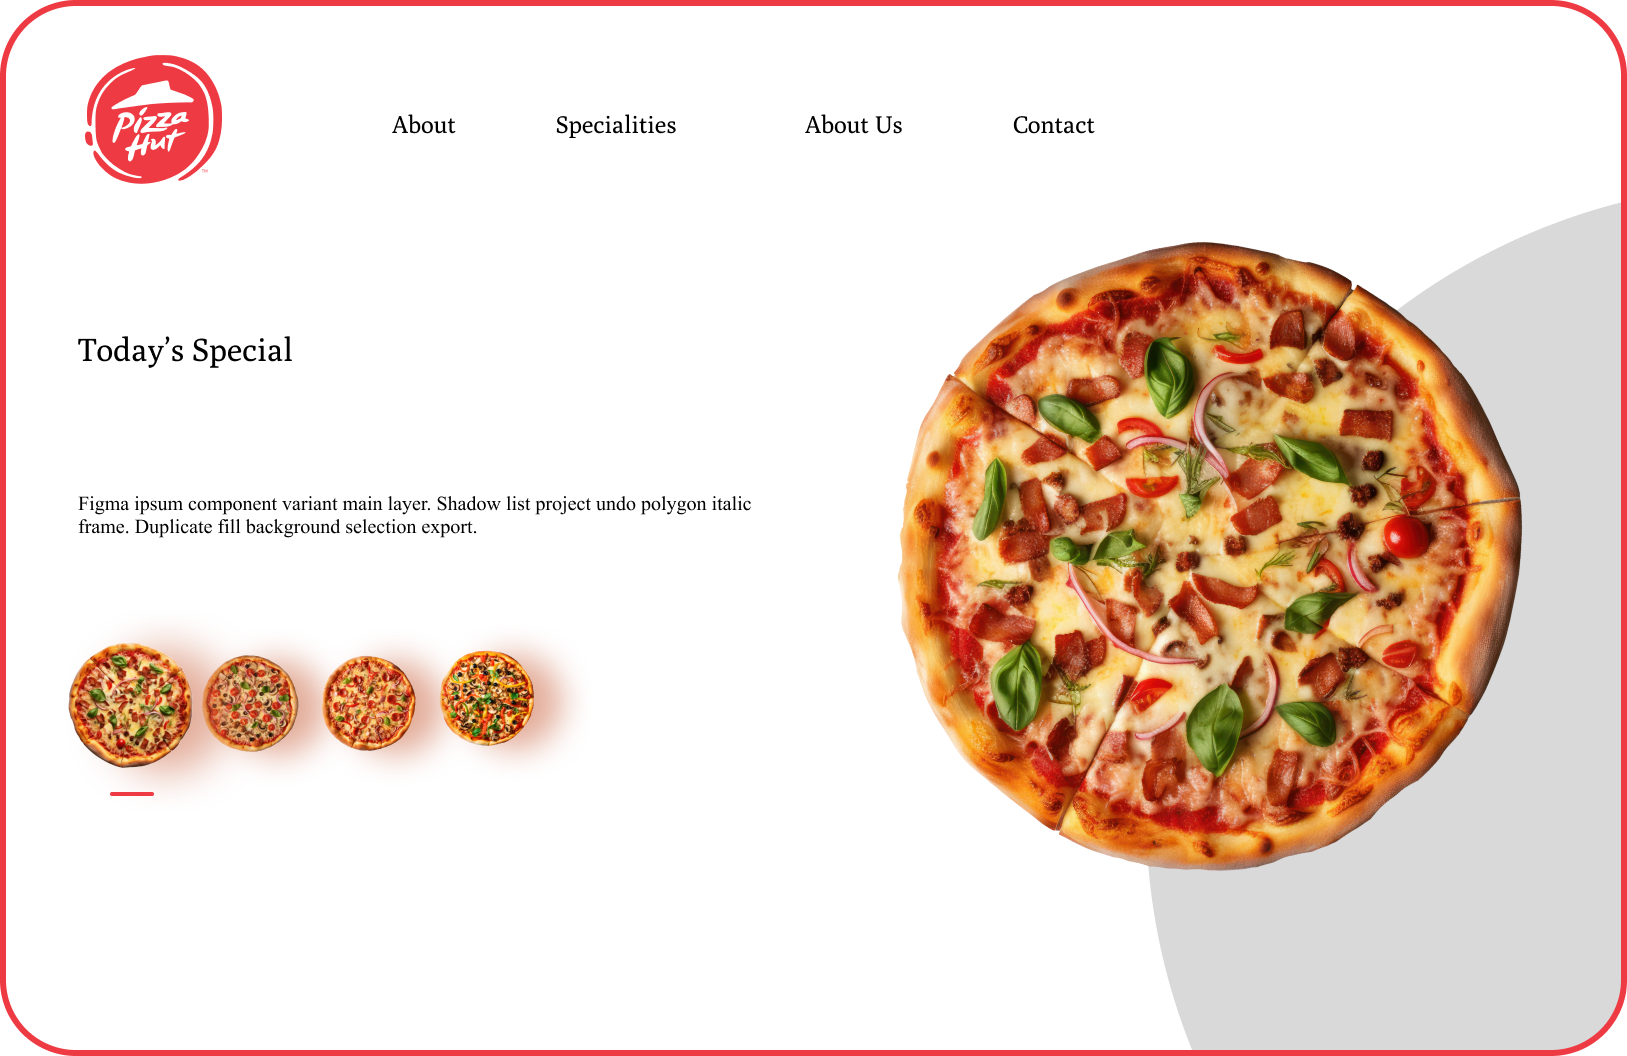 Pizza
Hut
TM
About Specialities About Us Contact
Today’s Special
Figma ipsum component variant main layer. Shadow list project undo polygon italic
frame. Duplicate fill background selection export.